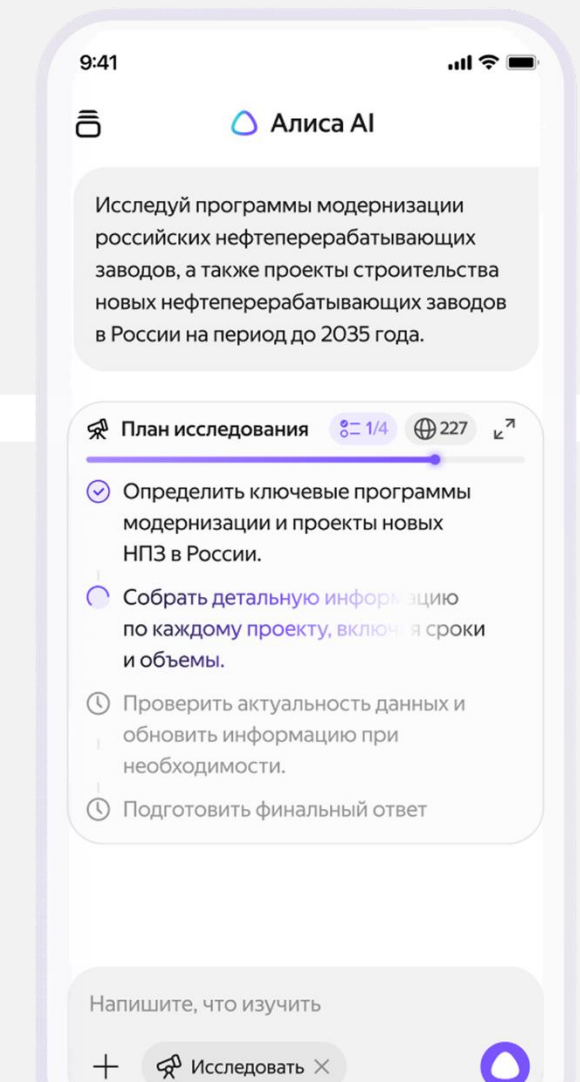 9:41
Алиса AI
Исследуй программы модернизации
российских нефтеперерабатывающих
заводов, а также проекты строительства
новых нефтеперерабатывающих заводов
в России на период до 2035 года.
План исследования 1/4 227
Определить ключевые программы
модернизации и проекты новых
НПЗ в России.
Собрать детальную информацию
по каждому проекту, включая сроки
и объемы.
Проверить актуальность данных и
обновить информацию при
необходимости.
Подготовить финальный ответ
Напишите, что изучить
Исследовать